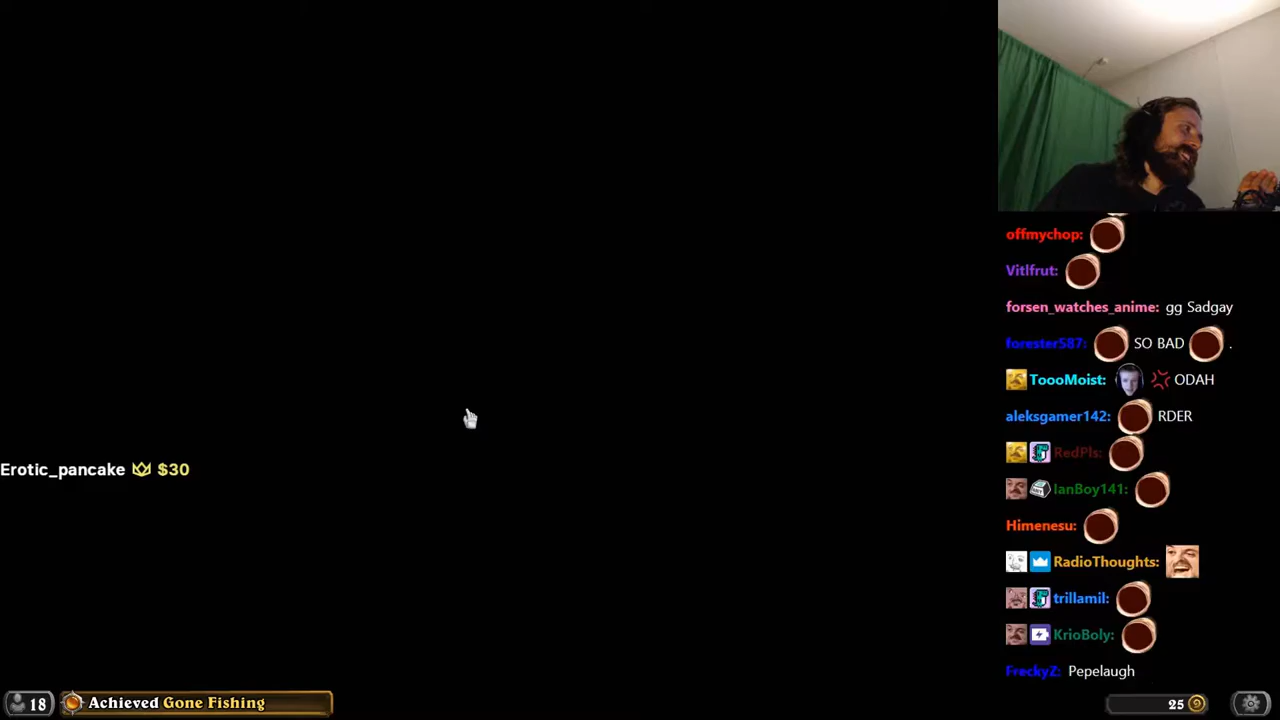 offmychop:
Vitlfrut:
forsen_watches_anime: gg Sadgay
forester587: SO BAD .
ToooMoist: ODAH
aleksgamer142: RDER
Erotic_pancake $30
RedPls:
IanBoy141:
Himenesu:
RadioThoughts:
trillamil:
KrioBoly:
FreckyZ: Pepelaugh
18 Achieved Gone Fishing
25